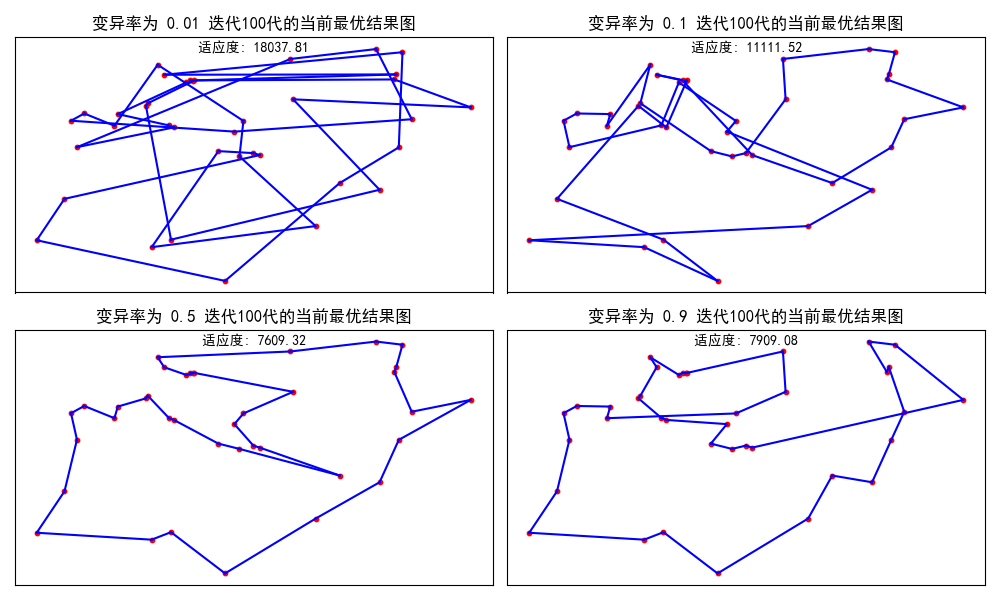 变异率为 0.01 迭代100代的当前最优结果图
适应度: 18037.81
变异率为 0.1 迭代100代的当前最优结果图
适应度: 11111.52
变异率为 0.5 迭代100代的当前最优结果图
适应度: 7609.32
变异率为 0.9 迭代100代的当前最优结果图
适应度: 7909.08